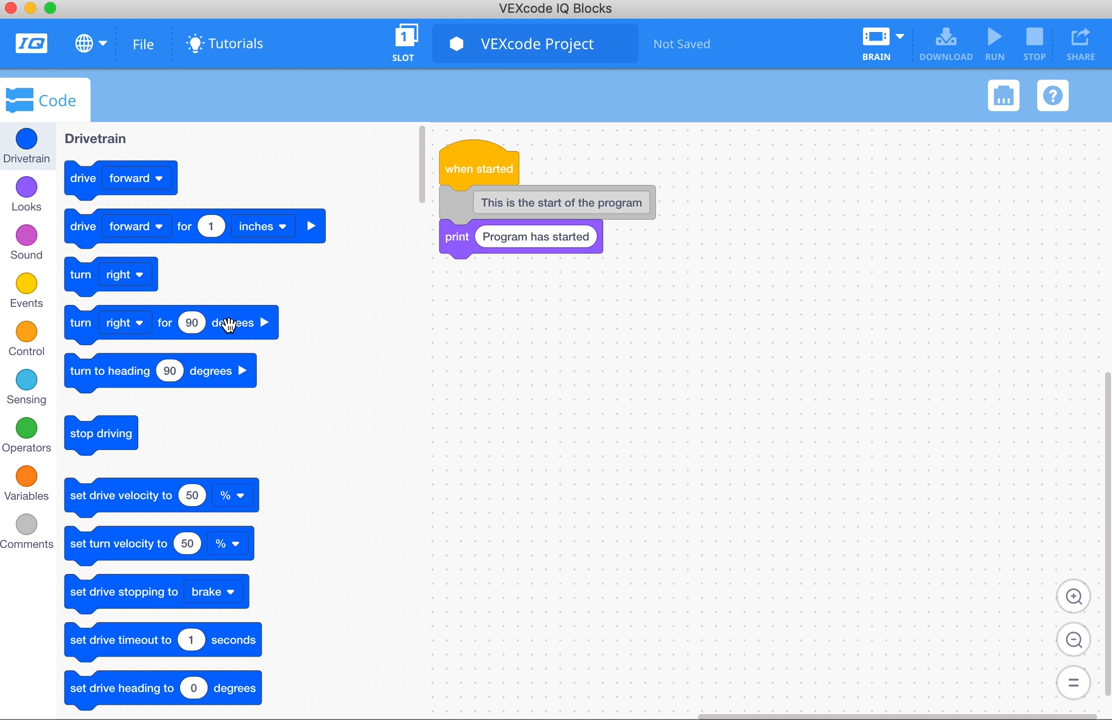 VEXcode IQ Blocks
IQ
File
Tutorials
1
SLOT
VEXcode Project
Not Saved
BRAIN
DOWNLOAD
RUN
STOP
SHARE
Code
?
Drivetrain
Looks
Sound
Events
Control
Sensing
Operators
Variables
Comments
Drivetrain
drive forward
drive forward for 1 inches
turn right
turn right for 90 degrees
turn to heading 90 degrees
stop driving
set drive velocity to 50 %
set turn velocity to 50 %
set drive stopping to brake
set drive timeout to 1 seconds
set drive heading to 0 degrees
when started
This is the start of the program
print Program has started